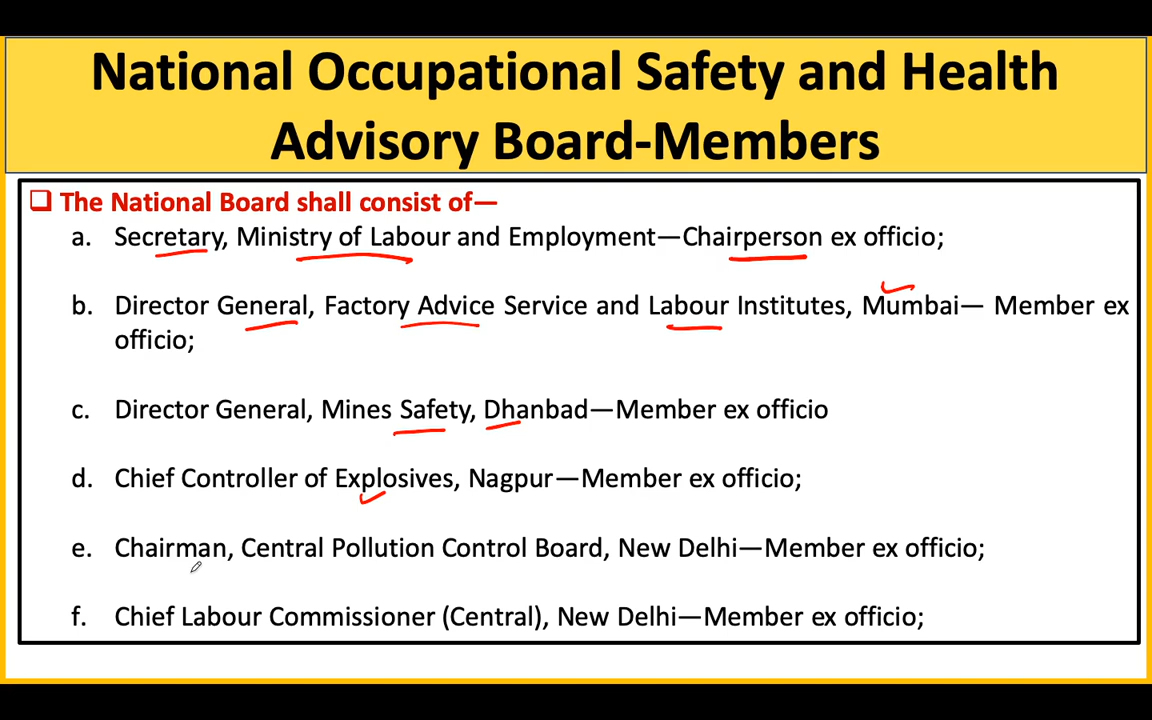 National Occupational Safety and Health
Advisory Board-Members
❑ The National Board shall consist of—
a. Secretary, Ministry of Labour and Employment—Chairperson ex officio;
b. Director General, Factory Advice Service and Labour Institutes, Mumbai— Member ex
officio;
c. Director General, Mines Safety, Dhanbad—Member ex officio
d. Chief Controller of Explosives, Nagpur—Member ex officio;
e. Chairman, Central Pollution Control Board, New Delhi—Member ex officio;
f. Chief Labour Commissioner (Central), New Delhi—Member ex officio;